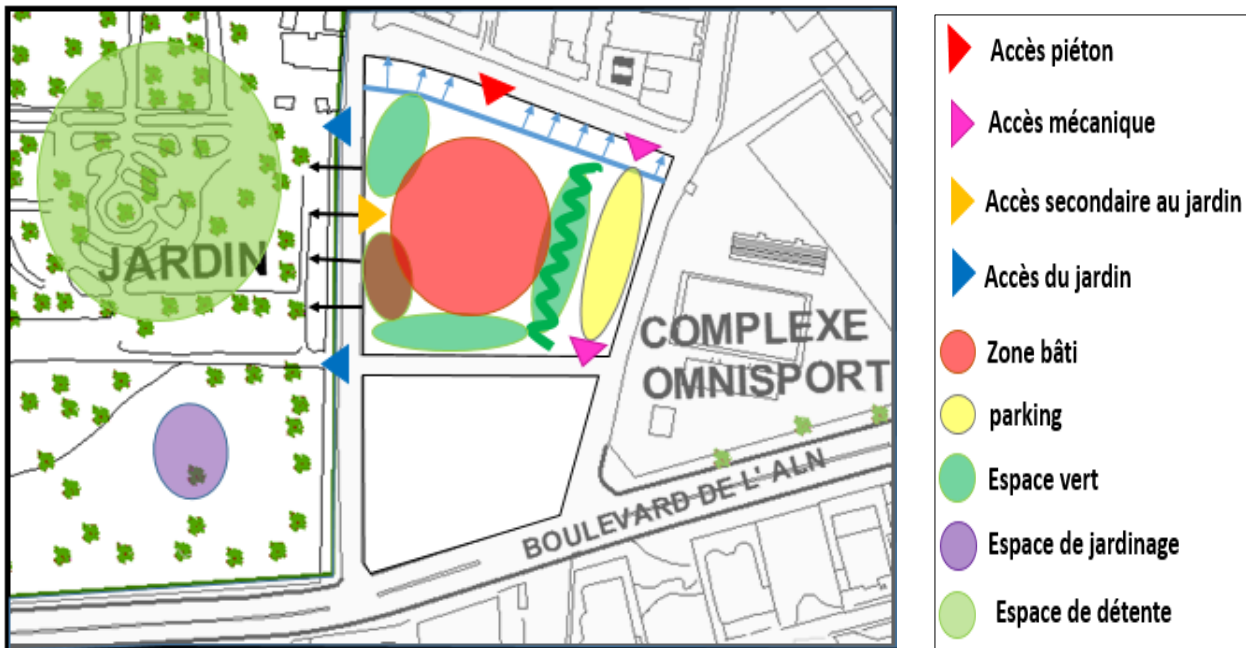 JARDIN
COMPLEXE
OMNISPORT
BOULEVARD DE L' ALN
Accès piéton
Accès mécanique
Accès secondaire au jardin
Accès du jardin
Zone bâti
parking
Espace vert
Espace de jardinage
Espace de détente